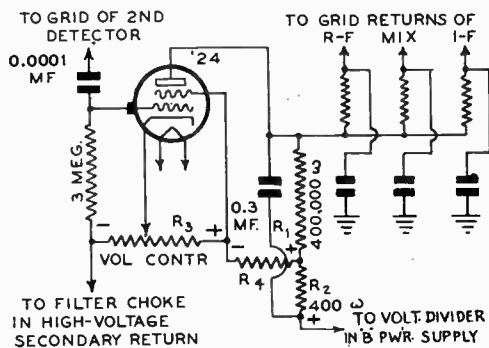 TO GRID OF 2ND
DETECTOR
0.0001
MF
'24
TO GRID RETURNS OF
R-F MIX I-F
3 MEG.
0.3
MF.
R1
400,000 ω
R3
VOL CONTR
R4
R2
400 ω
TO FILTER CHOKE
IN HIGH-VOLTAGE
SECONDARY RETURN
TO VOLT. DIVIDER
IN B PWR. SUPPLY